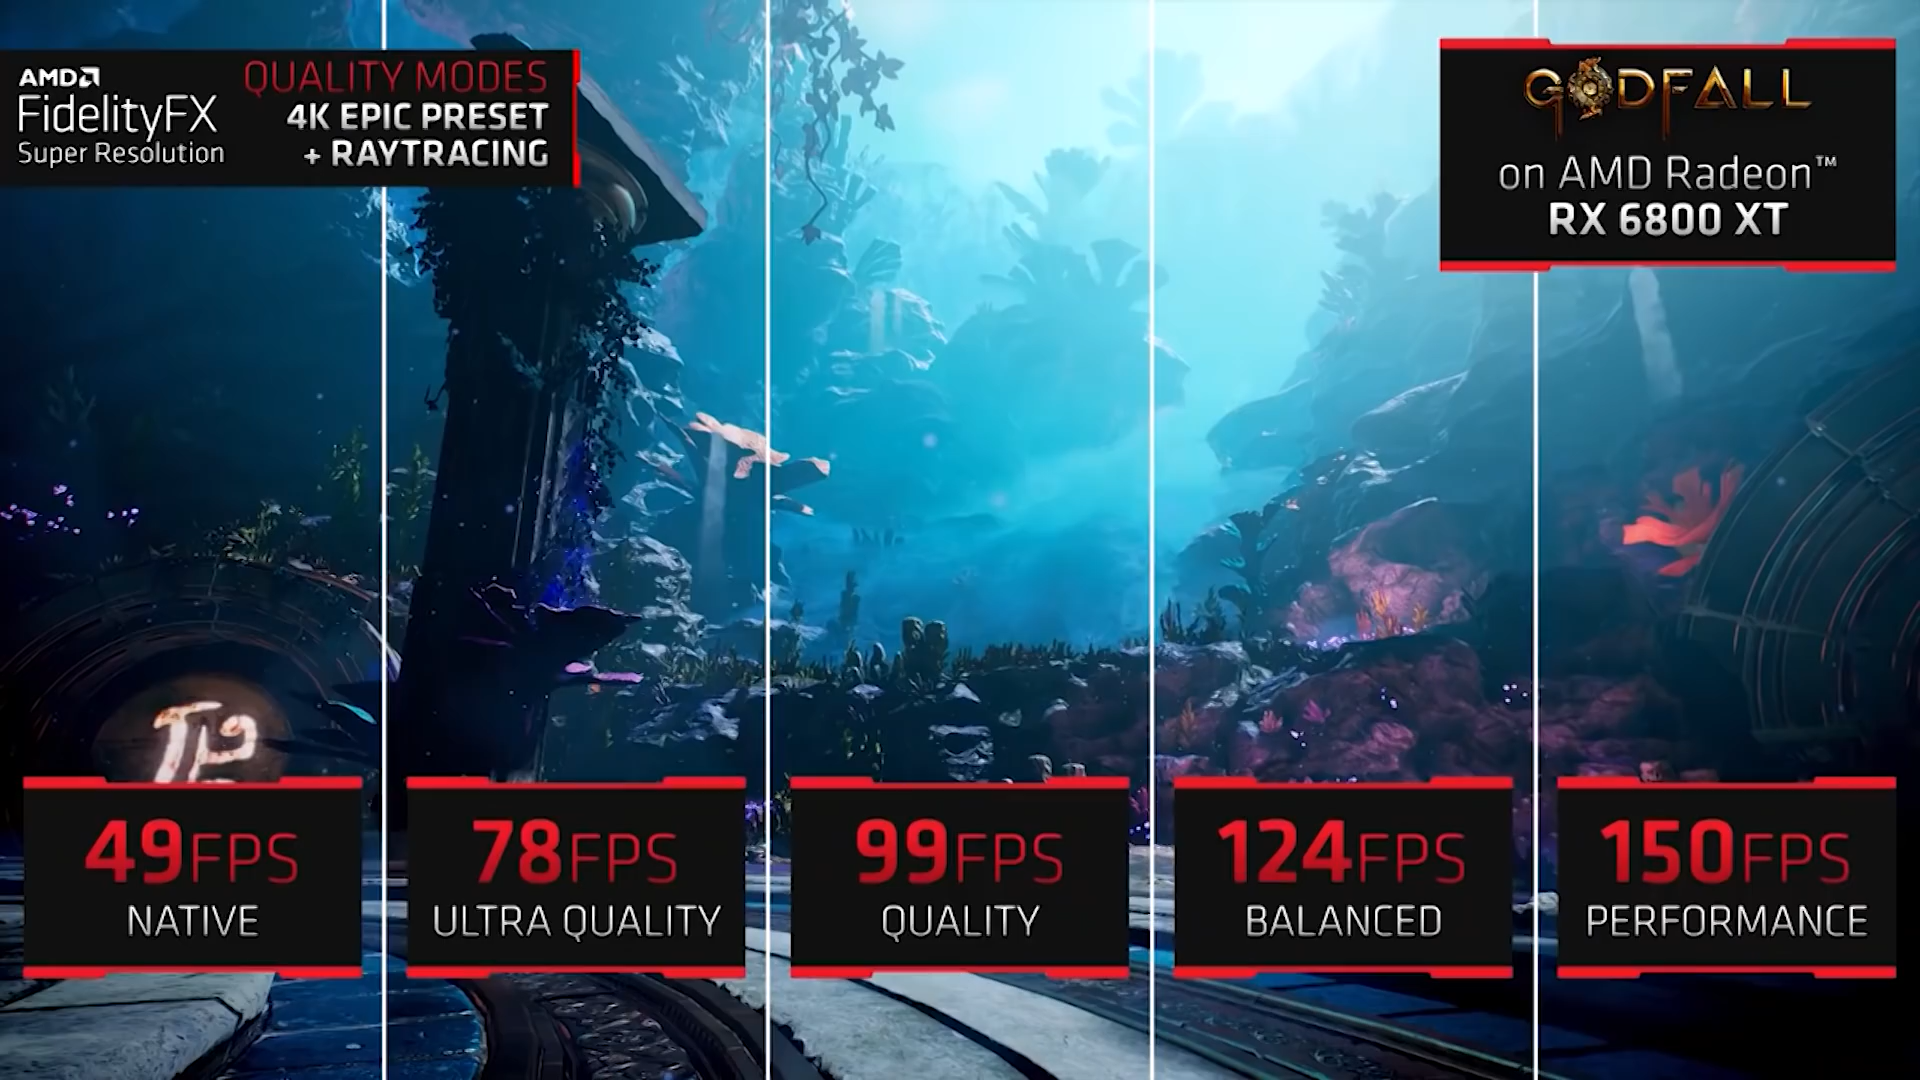 AMD
FidelityFX
Super Resolution
QUALITY MODES
4K EPIC PRESET
+ RAYTRACING
GODFALL
on AMD Radeon™
RX 6800 XT
49FPS
NATIVE
78FPS
ULTRA QUALITY
99FPS
QUALITY
124FPS
BALANCED
150FPS
PERFORMANCE